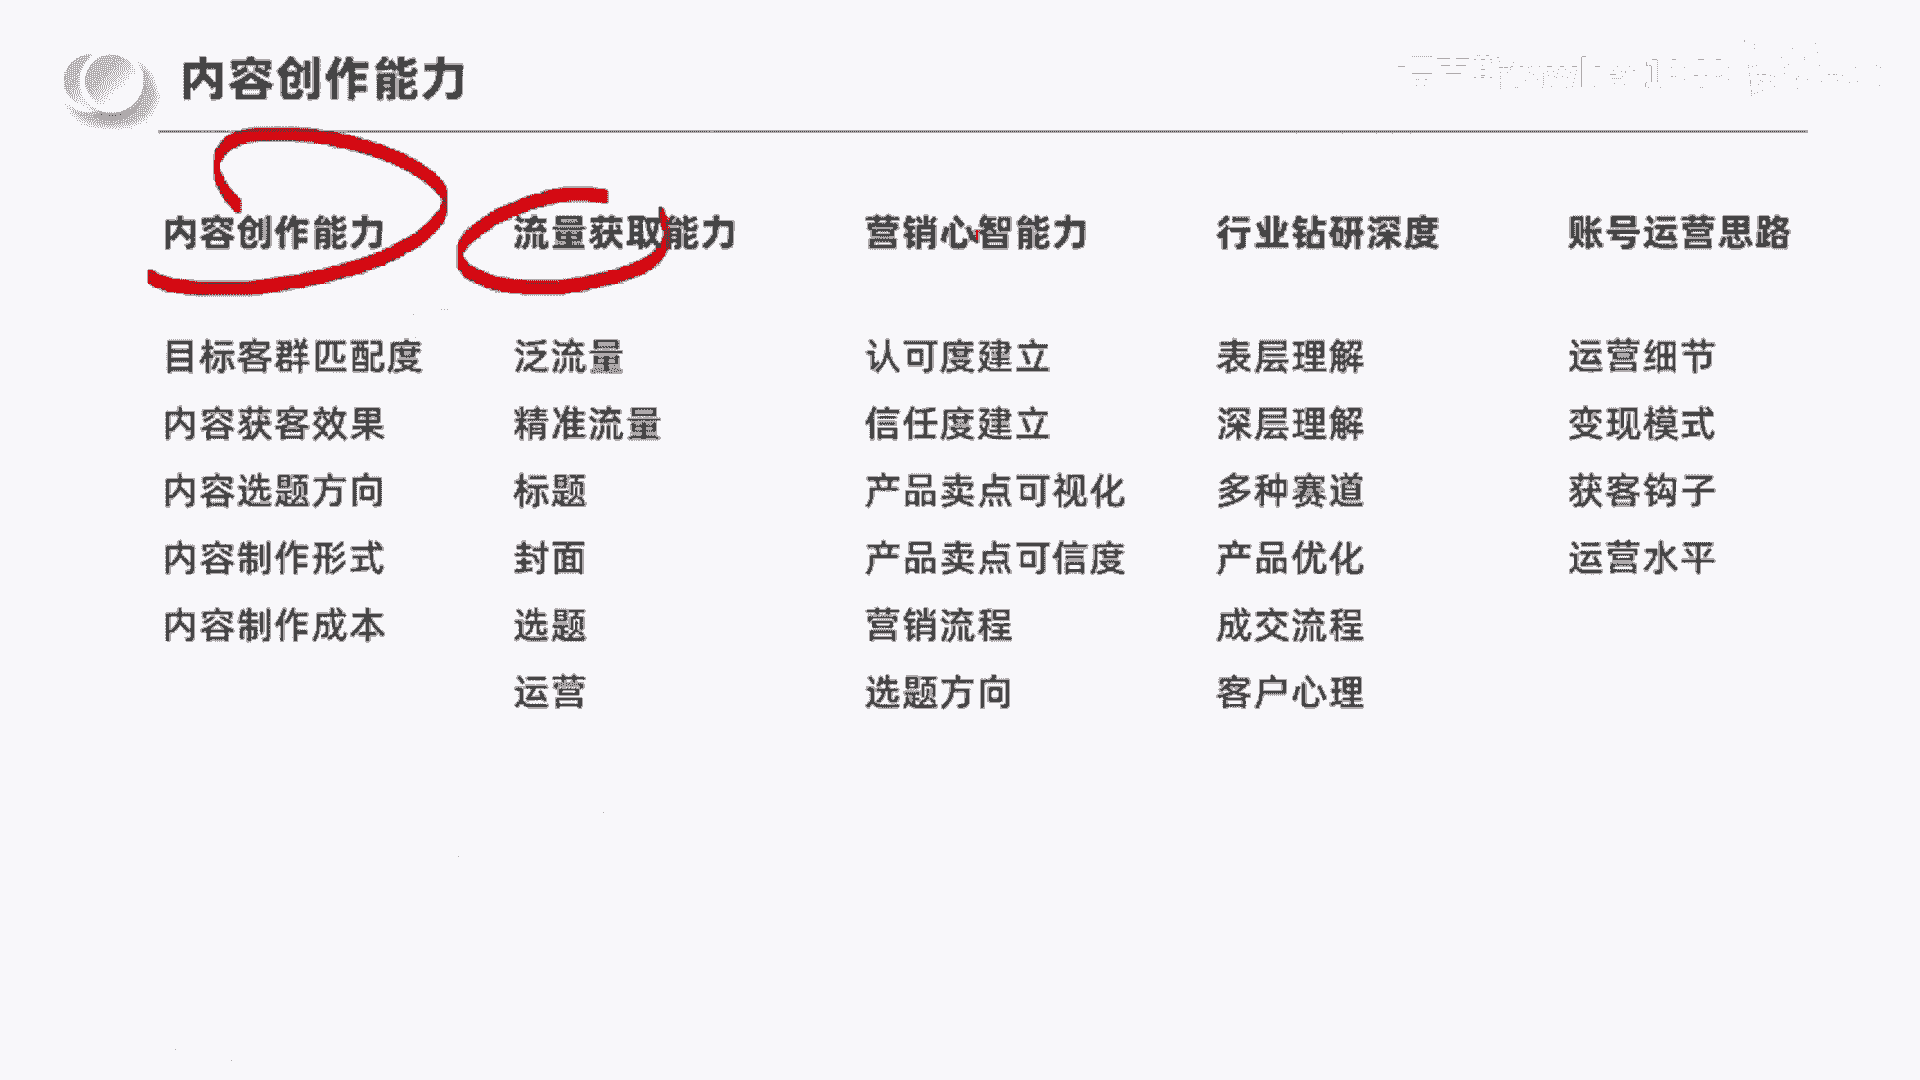 内容创作能力
内容创作能力 流量获取能力 营销心智能力 行业钻研深度 账号运营思路
目标客群匹配度 泛流量 认可度建立 表层理解 运营细节
内容获客效果 精准流量 信任度建立 深层理解 变现模式
内容选题方向 标题 产品卖点可视化 多种赛道 获客钩子
内容制作形式 封面 产品卖点可信度 产品优化 运营水平
内容制作成本 选题 营销流程 成交流程
运营 选题方向 客户心理